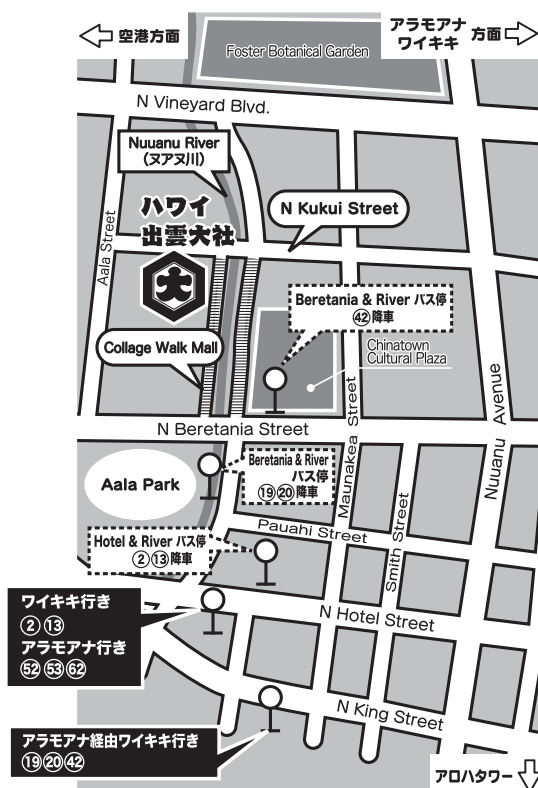 空港方面
アラモアナ
ワイキキ
方面
Foster Botanical Garden
N Vineyard Blvd.
Nuuanu River
(ヌアヌ川)
ハワイ
出雲大社
N Kukui Street
Aala Street
大
Beretania & River バス停
㊷降車
Collage Walk Mall
Chinatown
Cultural Plaza
Maunakea Street
Nuuanu Avenue
N Beretania Street
Beretania & River
バス停
⑲⑳降車
Aala Park
Pauahi Street
Smith Street
Hotel & River バス停
②⑬降車
ワイキキ行き
②⑬
アラモアナ行き
52 53 62
N Hotel Street
N King Street
アラモアナ経由ワイキキ行き
⑲⑳㊷
アロハタワー